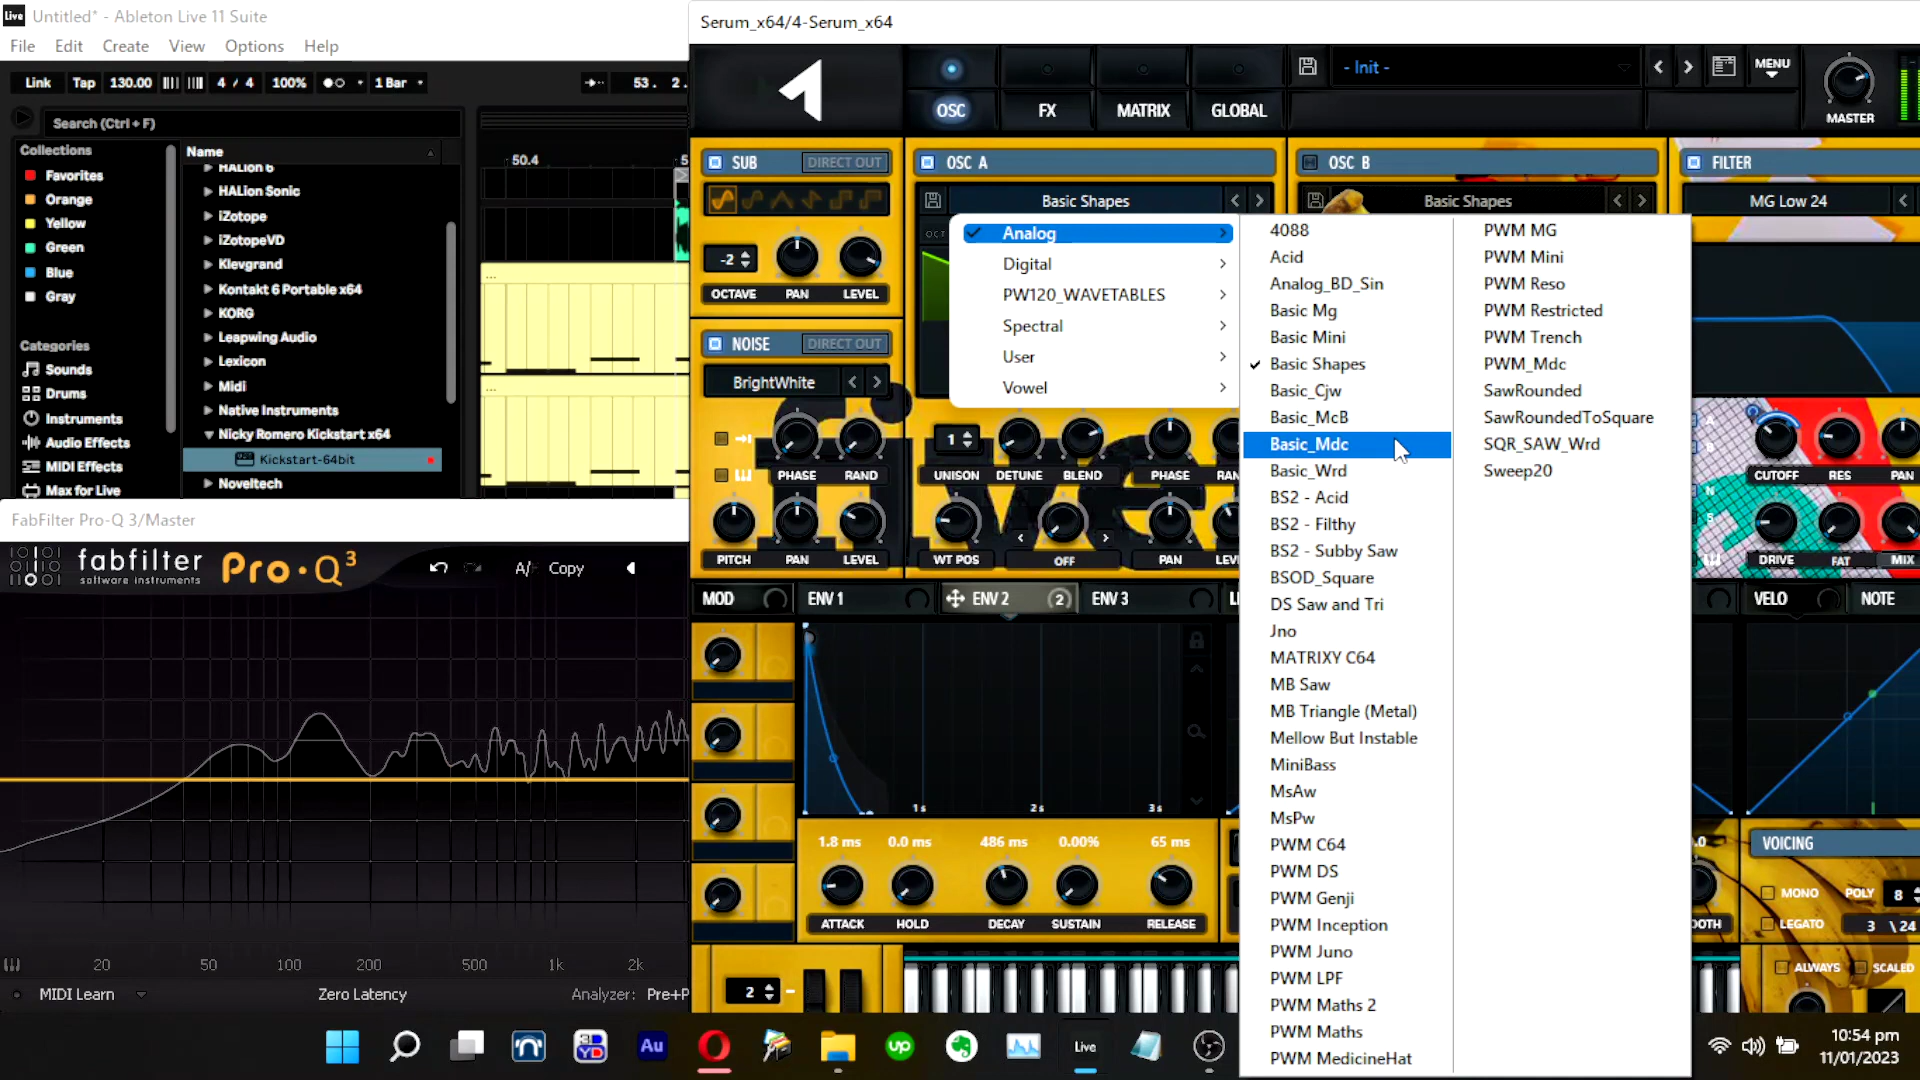 Live Untitled* - Ableton Live 11 Suite
File Edit Create View Options Help
Link Tap 130.00 4 / 4 100% 1 Bar 53. 2.
Search (Ctrl + F)
Collections
Favorites
Orange
Yellow
Green
Blue
Gray
Categories
Sounds
Drums
Instruments
Audio Effects
MIDI Effects
Max for Live
Name
HALion 6
HALion Sonic
iZotope
iZotopeVD
Klevgrand
Kontakt 6 Portable x64
KORG
Leapwing Audio
Lexicon
Midi
Native Instruments
Nicky Romero Kickstart x64
Kickstart-64bit
Noveltech
50.4
FabFilter Pro-Q 3/Master
fabfilter
software instruments
Pro·Q3
A/ Copy
20 50 100 200 500 1k 2k
MIDI Learn Zero Latency Analyzer: Pre+P
Serum_x64/4-Serum_x64
OSC FX MATRIX GLOBAL
- Init -
MENU
MASTER
SUB DIRECT OUT
-2
OCTAVE PAN LEVEL
NOISE DIRECT OUT
BrightWhite
PHASE RAND
PITCH PAN LEVEL
OSC A
Basic Shapes
OCT
1
UNISON DETUNE BLEND PHASE RAN
WT POS OFF PAN LEV
OSC B
Basic Shapes
FILTER
MG Low 24
CUTOFF RES PAN
DRIVE FAT MIX
Analog
Digital
PW120_WAVETABLES
Spectral
User
Vowel
4088
Acid
Analog_BD_Sin
Basic Mg
Basic Mini
Basic Shapes
Basic_Cjw
Basic_McB
Basic_Mdc
Basic_Wrd
BS2 - Acid
BS2 - Filthy
BS2 - Subby Saw
BSOD_Square
DS Saw and Tri
Jno
MATRIXY C64
MB Saw
MB Triangle (Metal)
Mellow But Instable
MiniBass
MsAw
MsPw
PWM C64
PWM DS
PWM Genji
PWM Inception
PWM Juno
PWM LPF
PWM Maths 2
PWM Maths
PWM MedicineHat
PWM MG
PWM Mini
PWM Reso
PWM Restricted
PWM Trench
PWM_Mdc
SawRounded
SawRoundedToSquare
SQR_SAW_Wrd
Sweep20
MOD ENV 1 ENV 2 2 ENV 3 VELO NOTE
1s 2s 3s
1.8 ms 0.0 ms 486 ms 0.00% 65 ms
ATTACK HOLD DECAY SUSTAIN RELEASE
2
VOICING
MONO POLY 8
LEGATO 3 \24
ALWAYS SCALED
Au up Live
10:54 pm
11/01/2023